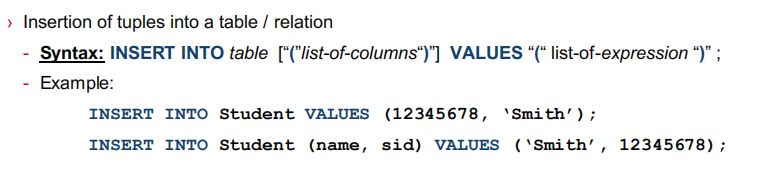 › Insertion of tuples into a table / relation
- Syntax: INSERT INTO table [“(”list-of-columns“)”] VALUES “(“ list-of-expression “)” ;
- Example:
INSERT INTO Student VALUES (12345678, ‘Smith’);
INSERT INTO Student (name, sid) VALUES (‘Smith’, 12345678);